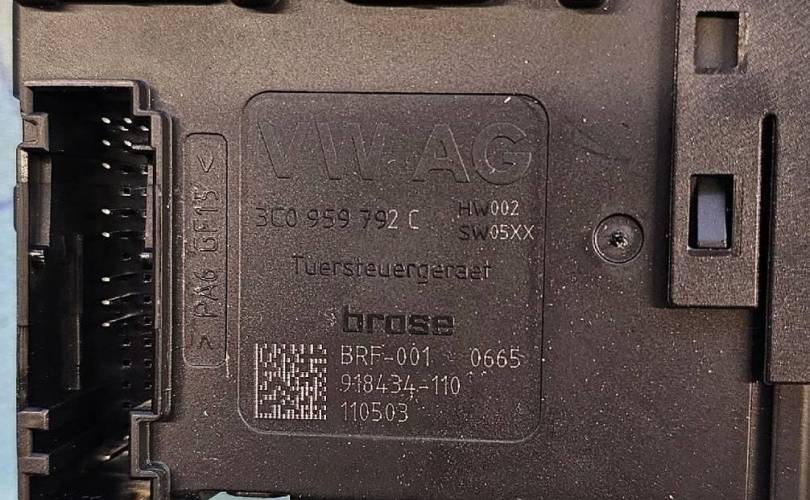 VW AG
3C0 959 792 C
HW002
SW05XX
Tuersteuergeraet
brose
BRF-001 0665
918434-110
110503
> PA6 GF15 <